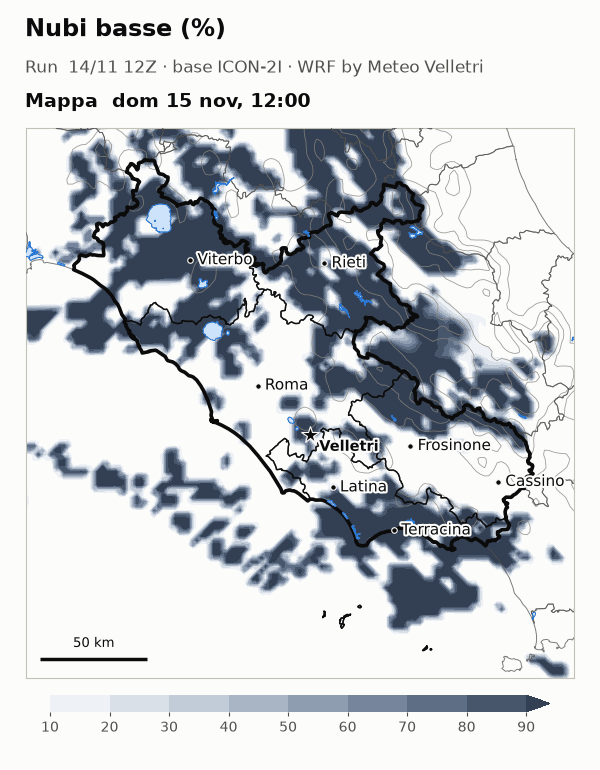 Nubi basse (%)
Run 14/11 12Z · base ICON-2I · WRF by Meteo Velletri
Mappa dom 15 nov, 12:00
Viterbo
Rieti
Roma
Velletri
Frosinone
Latina
Cassino
Terracina
50 km
10 20 30 40 50 60 70 80 90